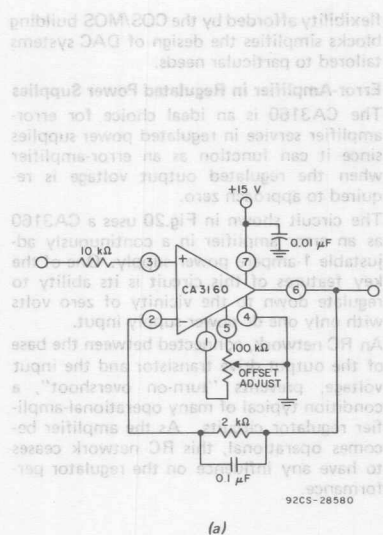 flexibility afforded by the COS/MOS building
blocks simplifies the design of DAC systems
tailored to particular needs.
Error-Amplifier in Regulated Power Supplies
The CA3160 is an ideal choice for error-
amplifier service in regulated power supplies
since it can function as an error-amplifier
when the regulated output voltage is re-
quired to approach zero.
The circuit shown in Fig.20 uses a CA3160
as an amplifier in a continuously ad-
justable 1-ampere power supply. One of the
key features of this circuit is its ability to
regulate down to the vicinity of zero volts
with only one power supply input.
An RC network connected between the base
of the output transistor and the input
voltage, prevents "turn-on overshoot", a
condition typical of many operational-ampli-
fier regulator circuits. As the amplifier be-
comes operational, this RC network ceases
to have any influence on the regulator per-
formance.
+15 V
0.01 µF
10 kΩ
3
+
7
CA3160
6
2
−
4
5
1
100 kΩ
OFFSET
ADJUST
2 kΩ
0.1 µF
92CS-28580
(a)